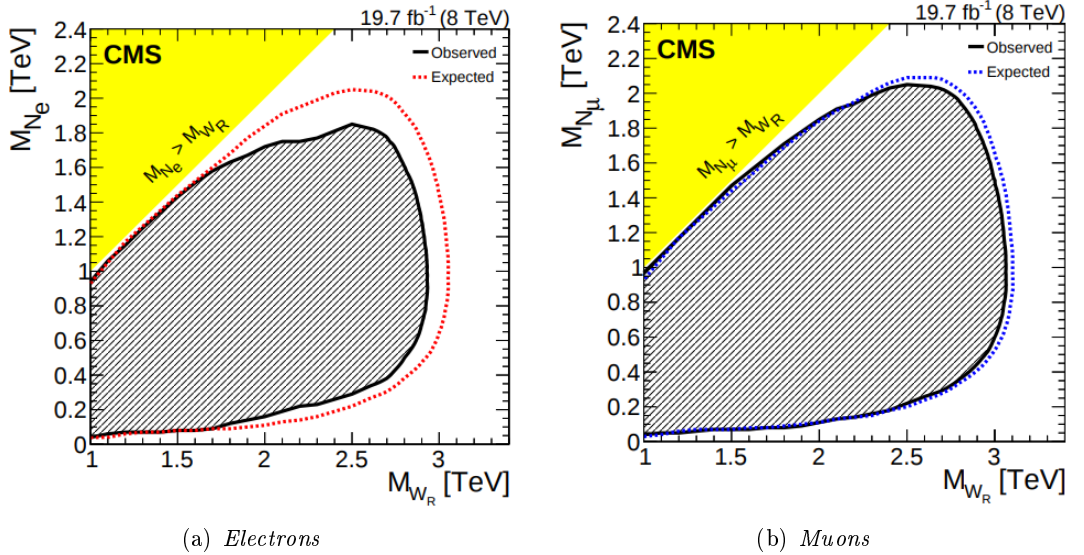 19.7 fb⁻¹ (8 TeV)
CMS
Observed
Expected
M_Ne > M_WR
M_Ne [TeV]
2.4
2.2
2
1.8
1.6
1.4
1.2
1
0.8
0.6
0.4
0.2
0
1 1.5 2 2.5 3
M_WR [TeV]
(a) Electrons
19.7 fb⁻¹ (8 TeV)
CMS
Observed
Expected
M_Nμ > M_WR
M_Nμ [TeV]
2.4
2.2
2
1.8
1.6
1.4
1.2
1
0.8
0.6
0.4
0.2
0
1 1.5 2 2.5 3
M_WR [TeV]
(b) Muons